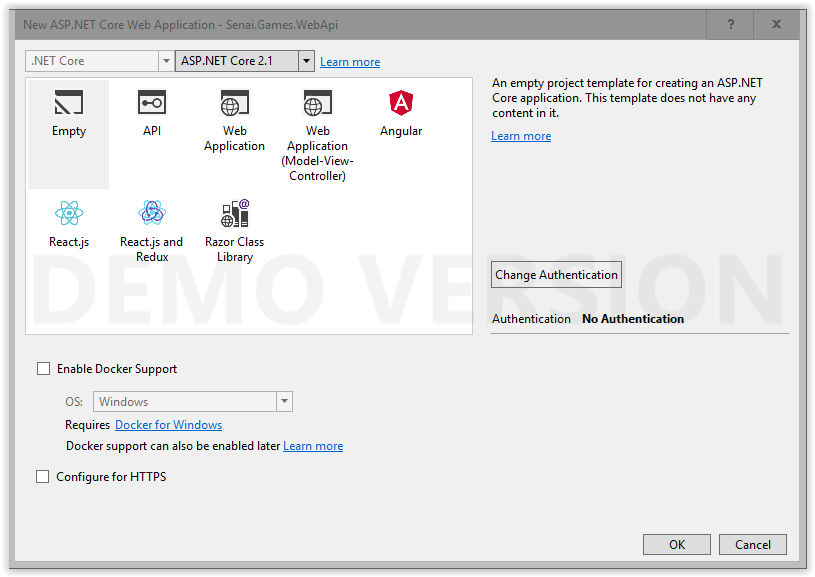 New ASP.NET Core Web Application - Senai.Games.WebApi
?
X
.NET Core
ASP.NET Core 2.1
Learn more
Empty
API
Web
Application
Web
Application
(Model-View-
Controller)
Angular
React.js
React.js and
Redux
Razor Class
Library
An empty project template for creating an ASP.NET
Core application. This template does not have any
content in it.
Learn more
Change Authentication
Authentication No Authentication
DEMO VERSION
Enable Docker Support
OS: Windows
Requires Docker for Windows
Docker support can also be enabled later Learn more
Configure for HTTPS
OK
Cancel